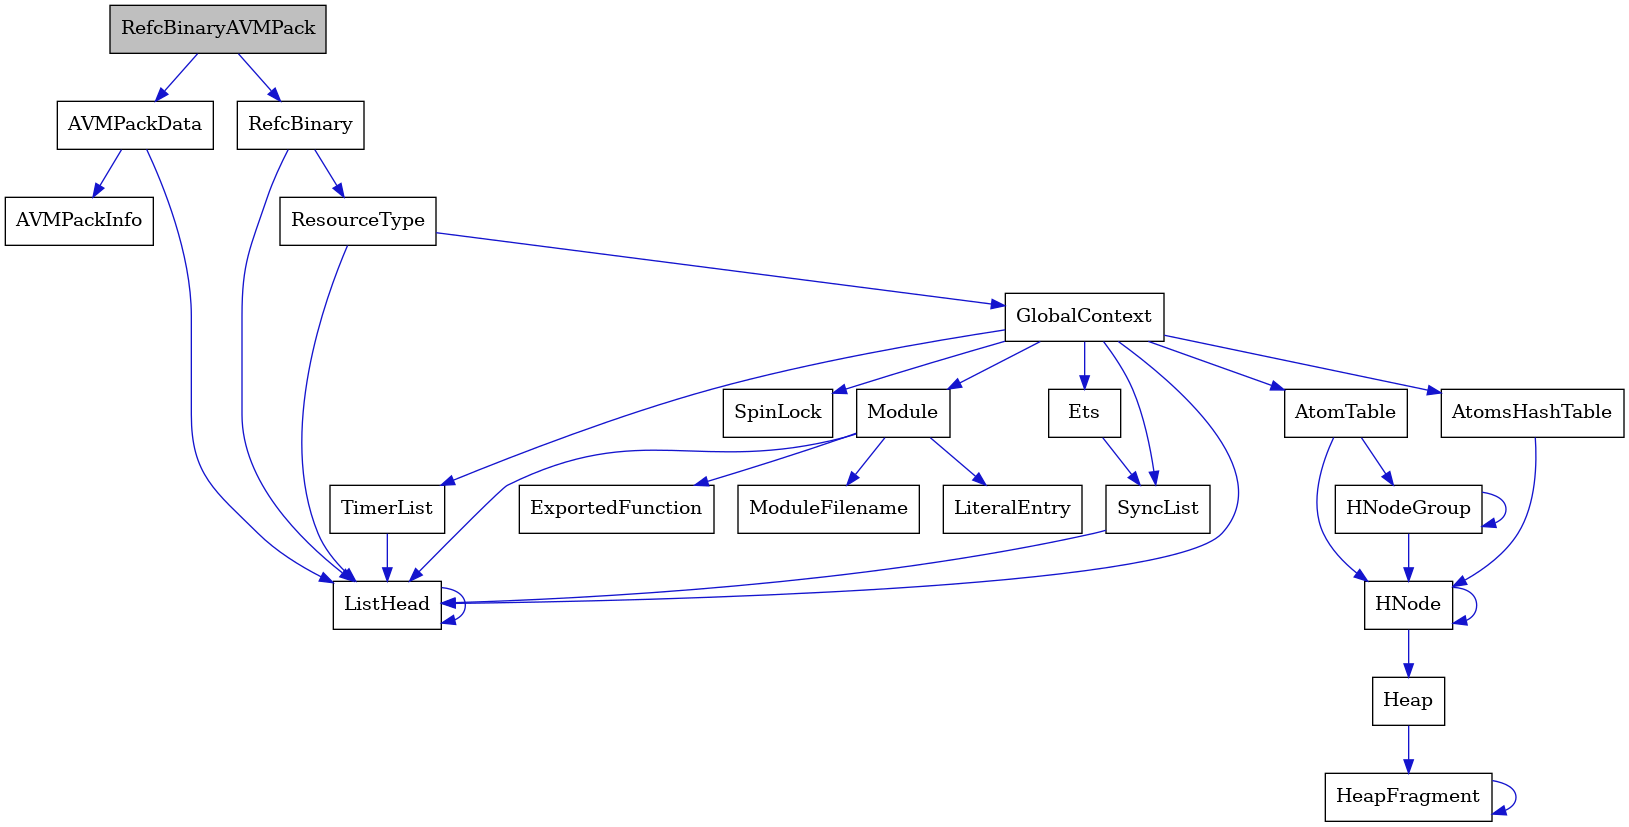 RefcBinaryAVMPack
AVMPackData
RefcBinary
AVMPackInfo
ResourceType
GlobalContext
SpinLock
Module
Ets
AtomTable
AtomsHashTable
TimerList
ExportedFunction
ModuleFilename
LiteralEntry
SyncList
HNodeGroup
ListHead
HNode
Heap
HeapFragment